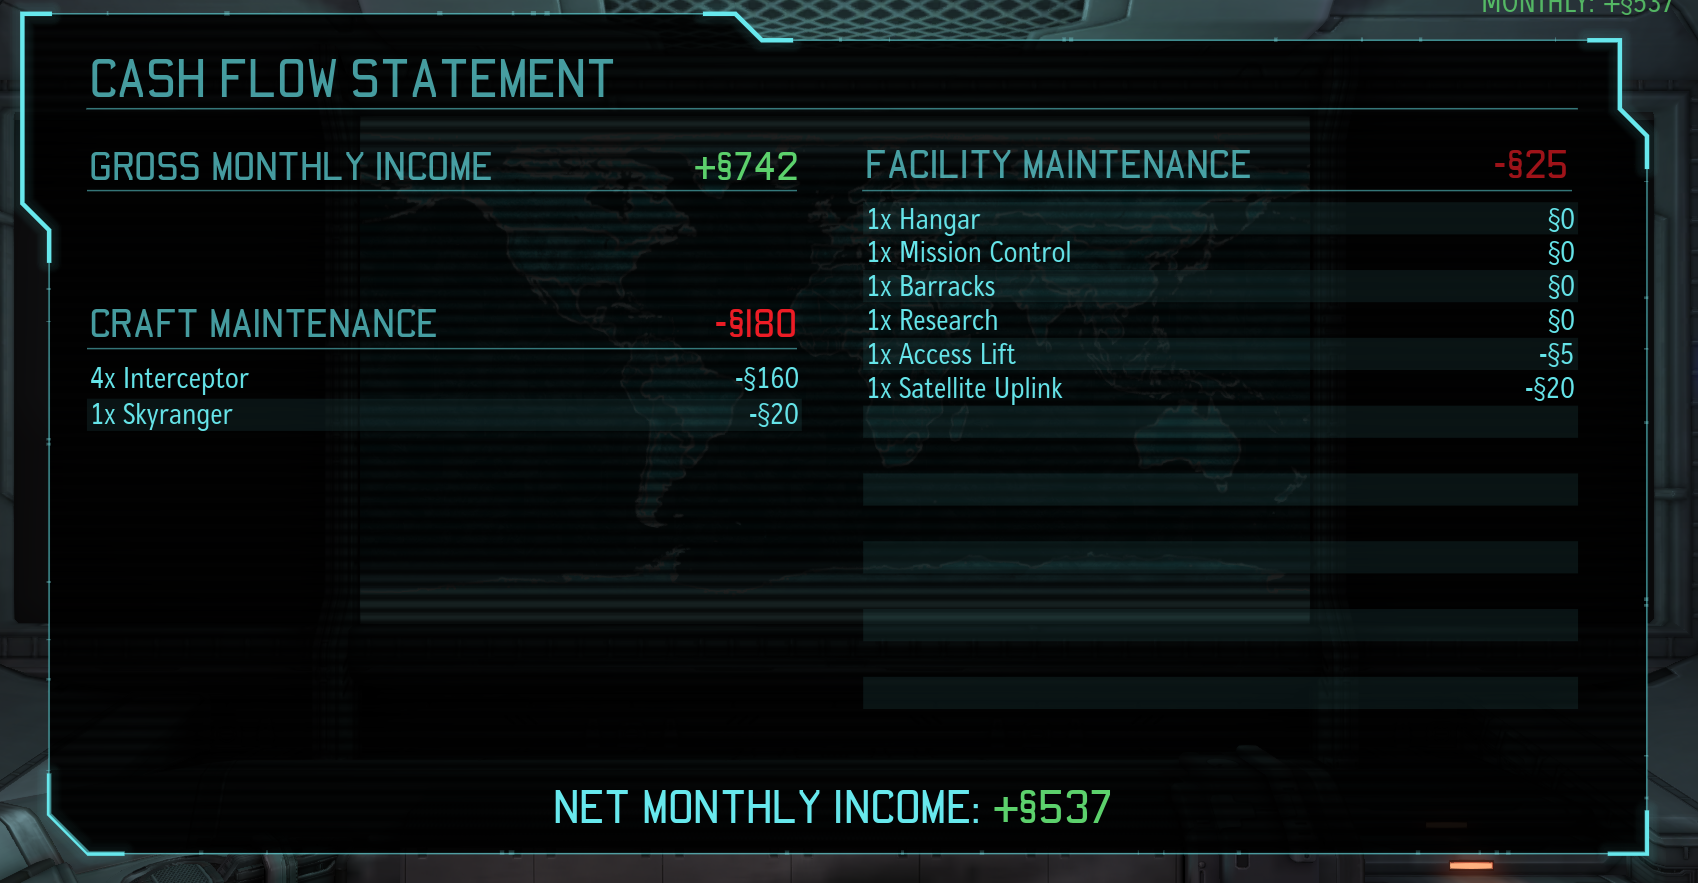 MONTHLY: +§537
CASH FLOW STATEMENT
GROSS MONTHLY INCOME +§742
CRAFT MAINTENANCE -§180
4x Interceptor -§160
1x Skyranger -§20
FACILITY MAINTENANCE -§25
1x Hangar §0
1x Mission Control §0
1x Barracks §0
1x Research §0
1x Access Lift -§5
1x Satellite Uplink -§20
NET MONTHLY INCOME: +§537